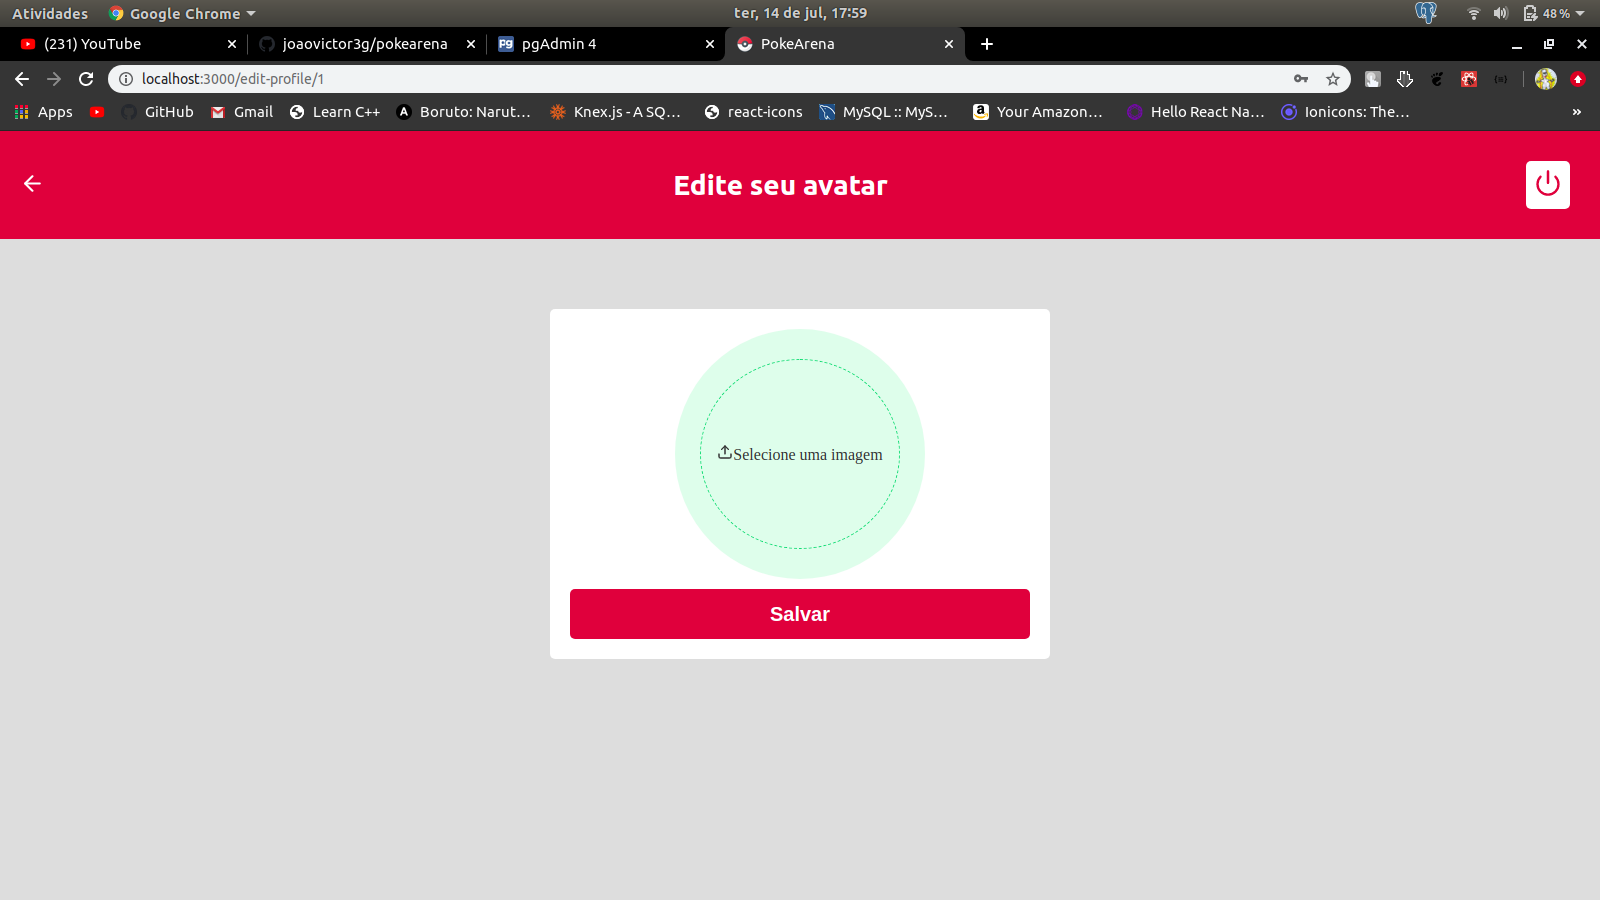 Atividades Google Chrome ter, 14 de jul, 17:59 48 %
(231) YouTube joaovictor3g/pokearena pgAdmin 4 PokeArena
localhost:3000/edit-profile/1
Apps GitHub Gmail Learn C++ Boruto: Narut… Knex.js - A SQ… react-icons MySQL :: MyS… Your Amazon… Hello React Na… Ionicons: The… »
Edite seu avatar
Selecione uma imagem
Salvar